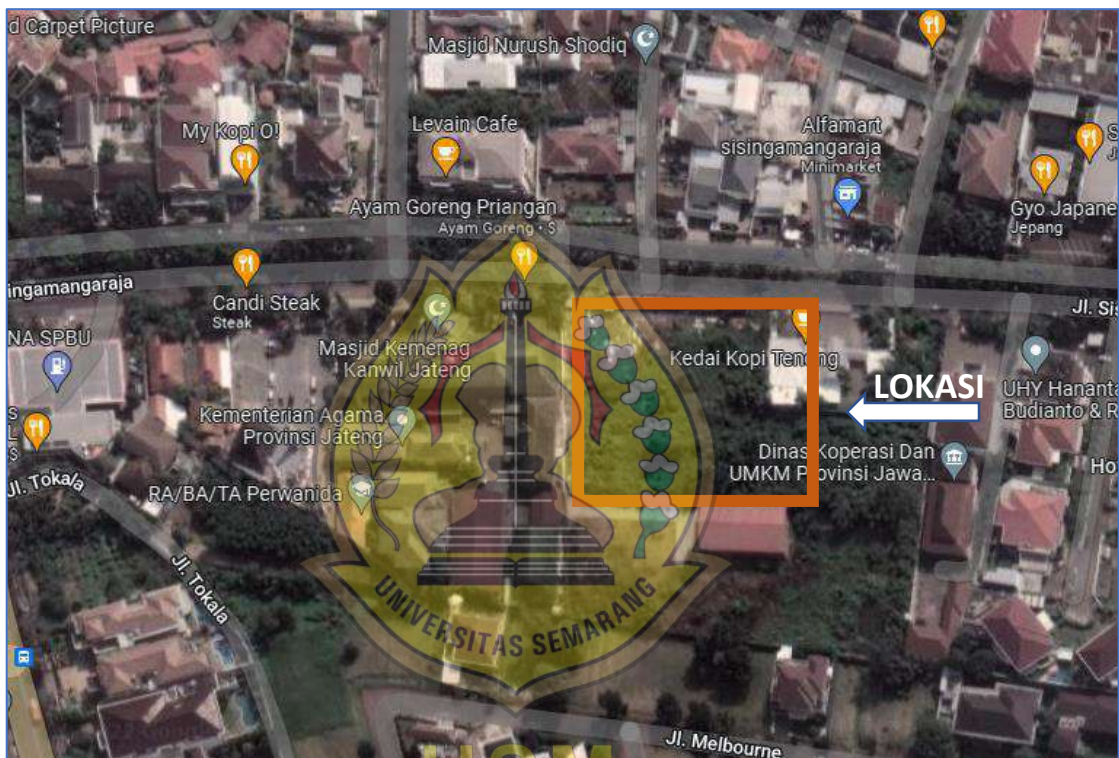 d Carpet Picture
Masjid Nurush Shodiq
My Kopi O!
Levain Cafe
Alfamart
sisingamangaraja
Minimarket
Ayam Goreng Priangan
Ayam Goreng • $
Gyo Japane
Jepang
S
J
ingamangaraja
Candi Steak
Steak
Jl. Sis
NA SPBU
Masjid Kemenag
Kanwil Jateng
Kedai Kopi Tenong
LOKASI
UHY Hananta
Budianto & R
S
L
$
Kementerian Agama
Provinsi Jateng
Dinas Koperasi Dan
UMKM Provinsi Jawa...
Ho
Jl. Tokala
RA/BA/TA Perwanida
Jl. Tokala
UNIVERSITAS SEMARANG
Jl. Melbourne
USM